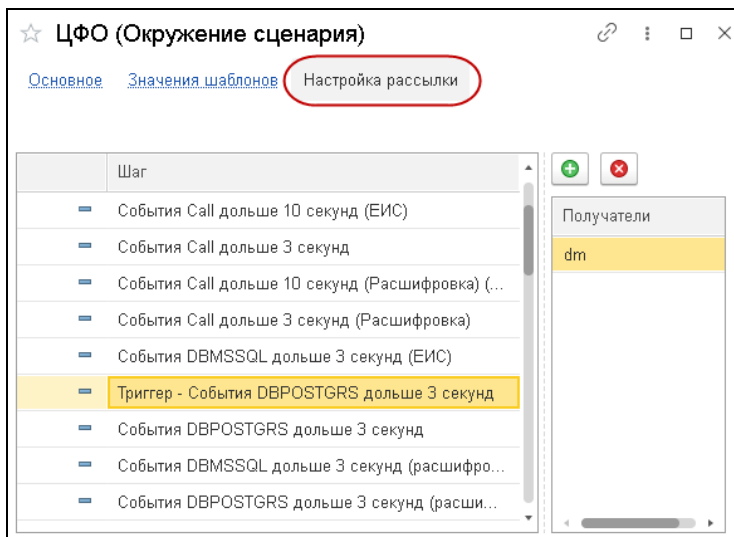 ЦФО (Окружение сценария)
Основное Значения шаблонов Настройка рассылки
Шаг
События Call дольше 10 секунд (ЕИС)
События Call дольше 3 секунд
События Call дольше 10 секунд (Расшифровка) (...
События Call дольше 3 секунд (Расшифровка)
События DBMSSQL дольше 3 секунд (ЕИС)
Триггер - События DBPOSTGRS дольше 3 секунд
События DBPOSTGRS дольше 3 секунд
События DBMSSQL дольше 3 секунд (расшифро...
События DBPOSTGRS дольше 3 секунд (расши...
Получатели
dm